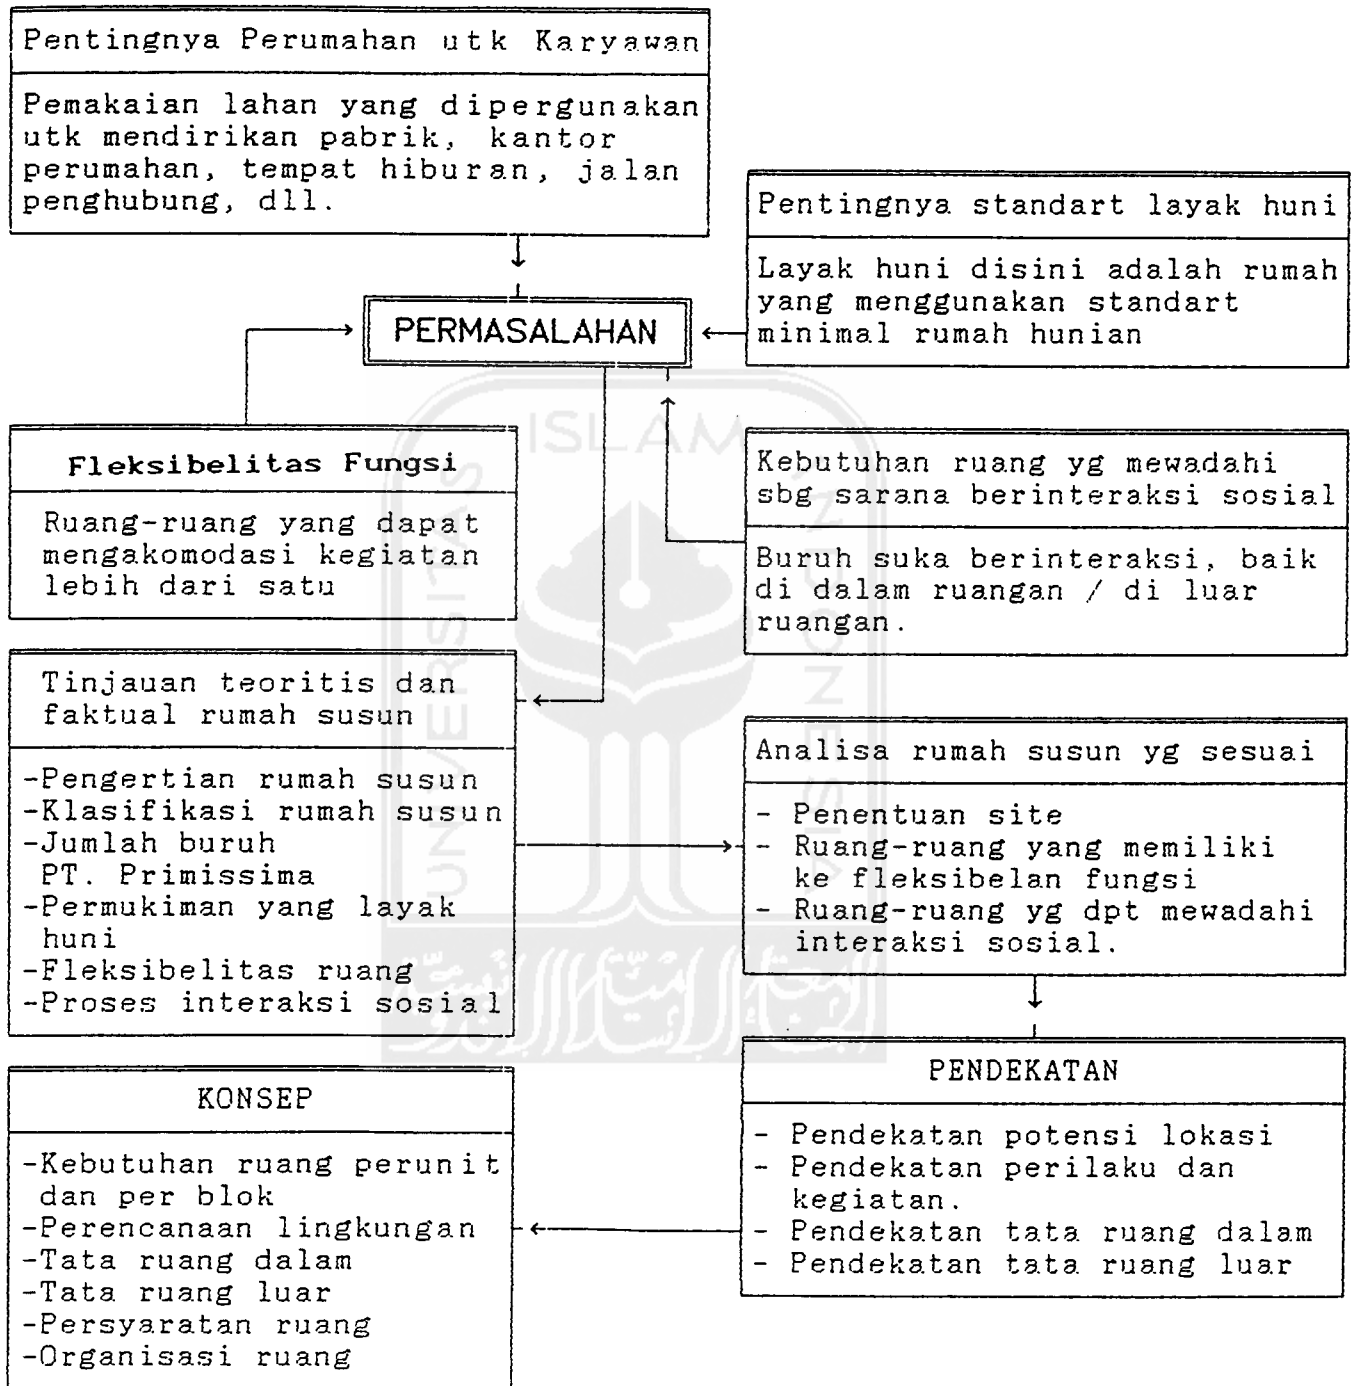 Pentingnya Perumahan utk Karyawan
Pemakaian lahan yang dipergunakan
utk mendirikan pabrik, kantor
perumahan, tempat hiburan, jalan
penghubung, dll.
Pentingnya standart layak huni
Layak huni disini adalah rumah
yang menggunakan standart
minimal rumah hunian
PERMASALAHAN
Fleksibelitas Fungsi
Ruang-ruang yang dapat
mengakomodasi kegiatan
lebih dari satu
Kebutuhan ruang yg mewadahi
sbg sarana berinteraksi sosial
Buruh suka berinteraksi, baik
di dalam ruangan / di luar
ruangan.
Tinjauan teoritis dan
faktual rumah susun
-Pengertian rumah susun
-Klasifikasi rumah susun
-Jumlah buruh
PT. Primissima
-Permukiman yang layak
huni
-Fleksibelitas ruang
-Proses interaksi sosial
Analisa rumah susun yg sesuai
- Penentuan site
- Ruang-ruang yang memiliki
ke fleksibelan fungsi
- Ruang-ruang yg dpt mewadahi
interaksi sosial.
PENDEKATAN
- Pendekatan potensi lokasi
- Pendekatan perilaku dan
kegiatan.
- Pendekatan tata ruang dalam
- Pendekatan tata ruang luar
KONSEP
-Kebutuhan ruang perunit
dan per blok
-Perencanaan lingkungan
-Tata ruang dalam
-Tata ruang luar
-Persyaratan ruang
-Organisasi ruang
UNIVERSITAS
ISLAM
INDONESIA